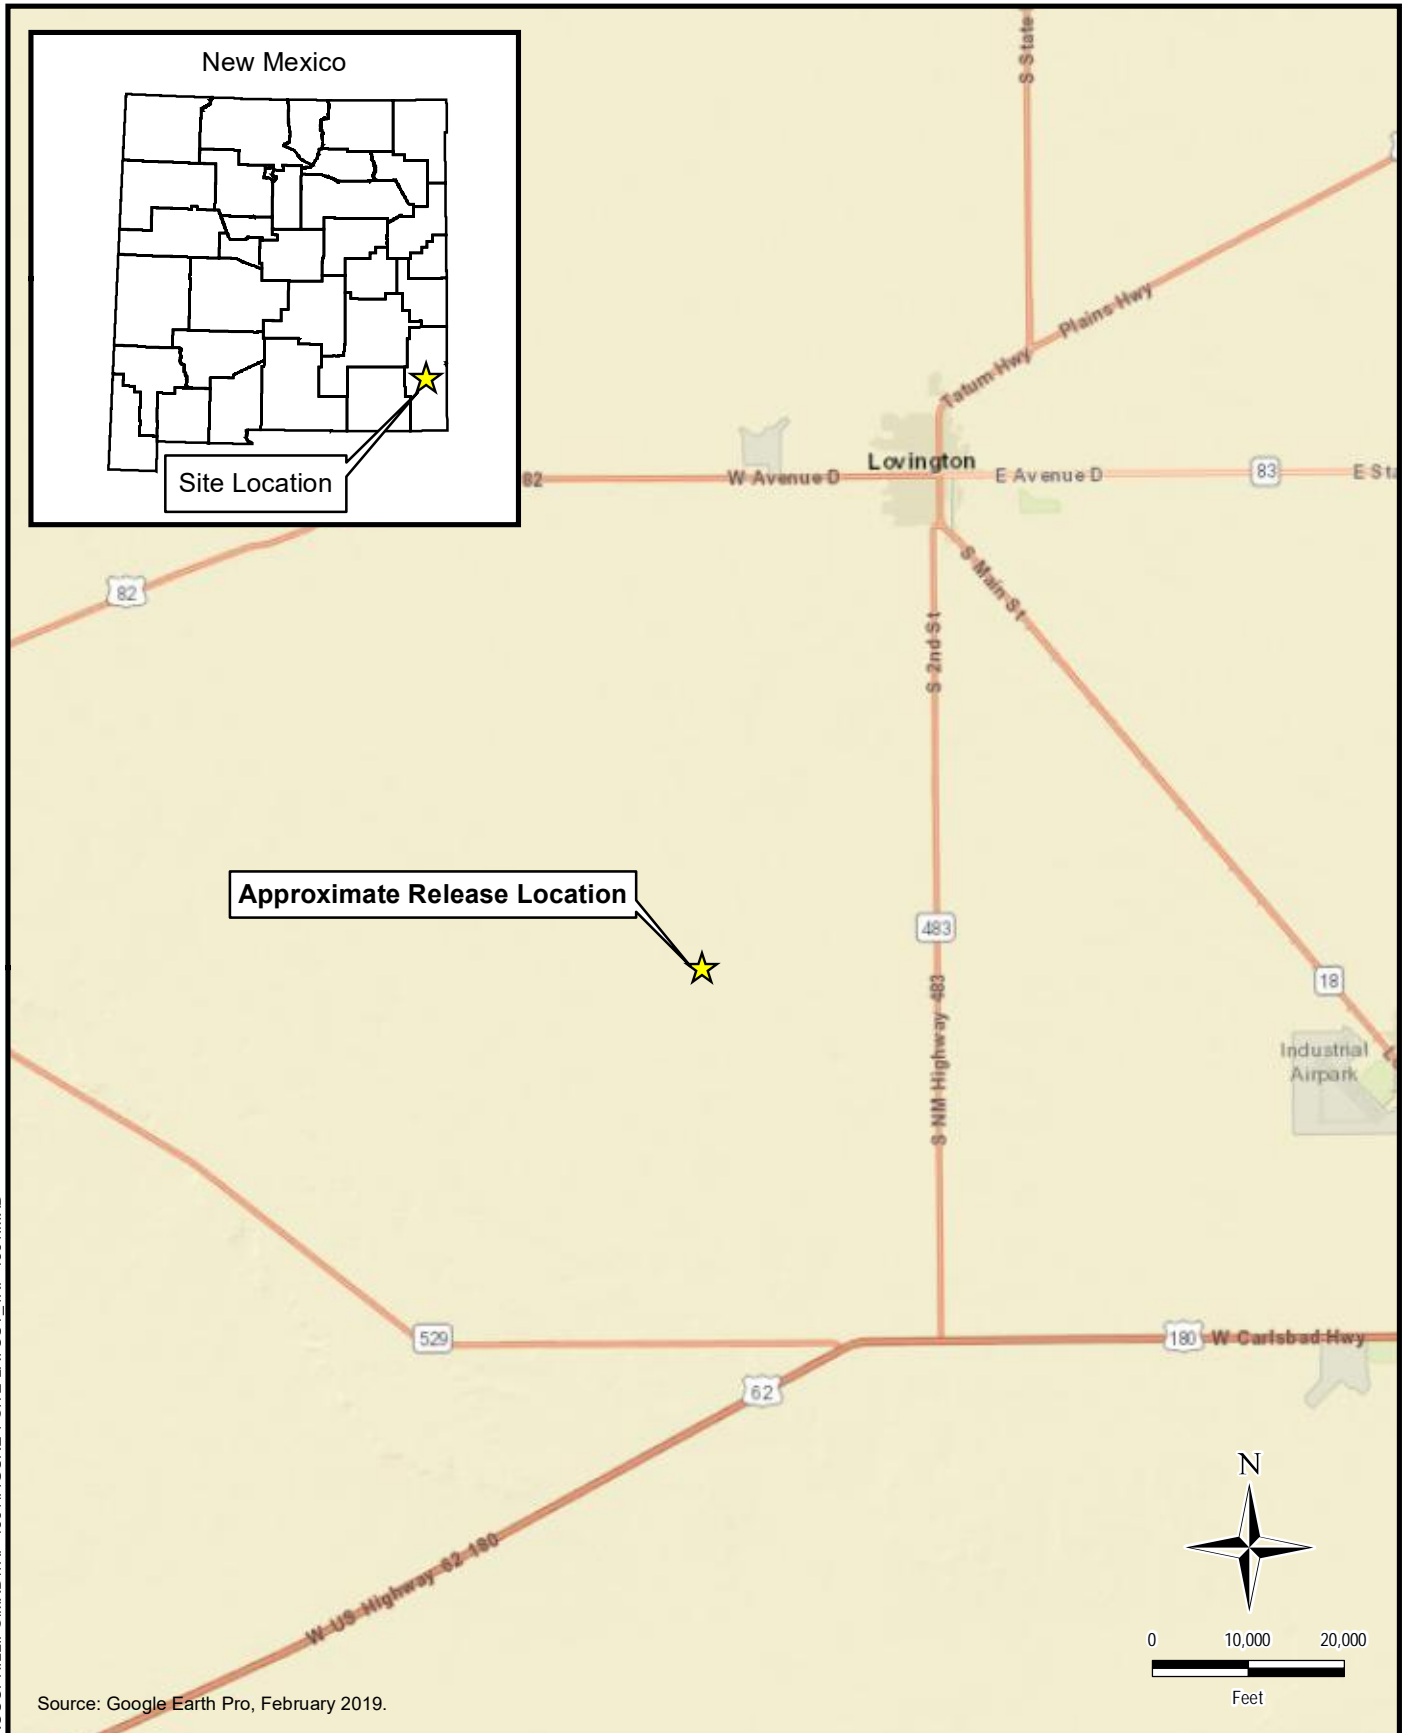 New Mexico
Site Location
S State
Plains Hwy
Tatum Hwy
Lovington
82
W Avenue D
E Avenue D
83
E Sta
82
S Main St
S 2nd St
Approximate Release Location
483
18
S NM Highway 483
Industrial
Airpark
529
180
W Carlsbad Hwy
62
W US Highway 62 180
N
0 10,000 20,000
Feet
Source: Google Earth Pro, February 2019.